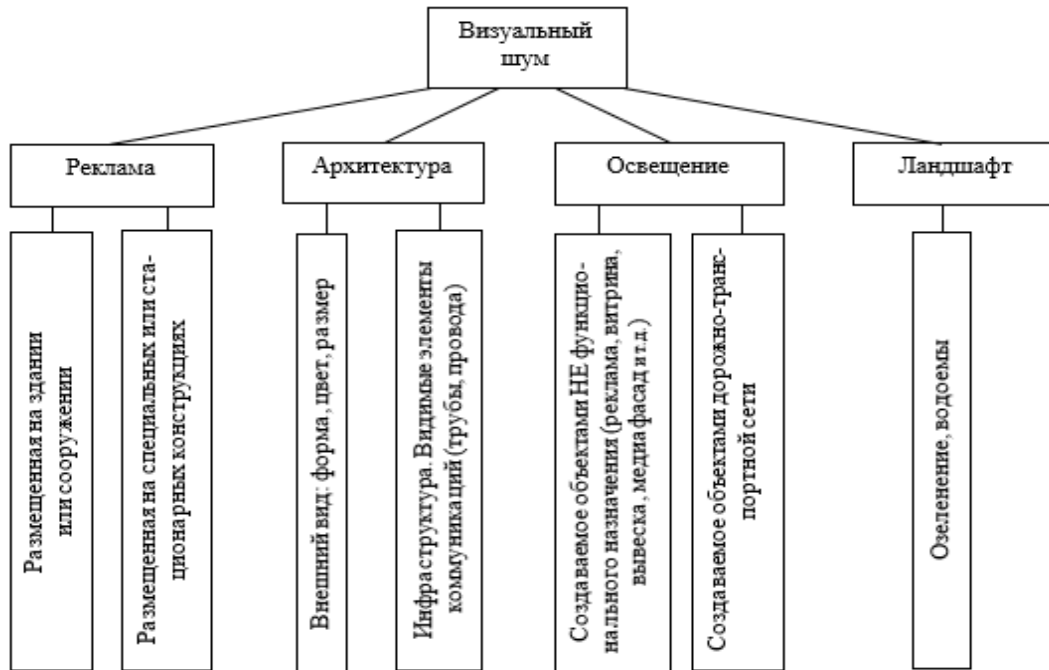 Визуальный
шум
Реклама
Архитектура
Освещение
Ландшафт
Размещенная на здании
или сооружении
Размещенная на специальных или ста-
ционарных конструкциях
Внешний вид: форма, цвет, размер
Инфраструктура. Видимые элементы
коммуникаций (трубы, провода)
Создаваемое объектами НЕ функцио-
нального назначения (реклама, витрина,
вывеска, медиафасад и т.д.)
Создаваемое объектами дорожно-транс-
портной сети
Озеленение, водоемы